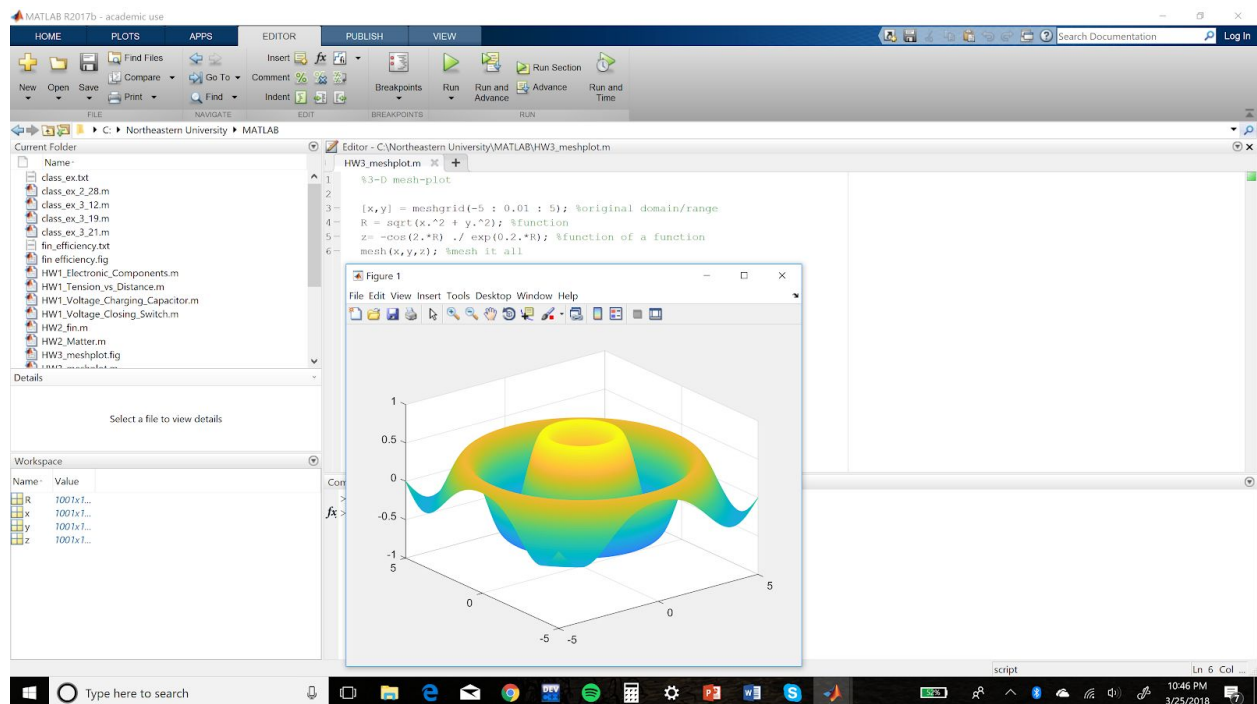 MATLAB R2017b - academic use
HOME PLOTS APPS EDITOR PUBLISH VIEW
Search Documentation Log In
New Open Save
Find Files
Compare
Print
FILE
Go To
Find
NAVIGATE
Insert fx
Comment %
Indent
EDIT
Breakpoints
BREAKPOINTS
Run
Run and Advance
Run Section
Advance
Run and Time
RUN
C: Northeastern University MATLAB
Current Folder
Name
class_ex.txt
class_ex_2_28.m
class_ex_3_12.m
class_ex_3_19.m
class_ex_3_21.m
fin_efficiency.txt
fin efficiency.fig
HW1_Electronic_Components.m
HW1_Tension_vs_Distance.m
HW1_Voltage_Charging_Capacitor.m
HW1_Voltage_Closing_Switch.m
HW2_fin.m
HW2_Matter.m
HW3_meshplot.fig
Details
Select a file to view details
Workspace
Name Value
R 1001x1...
x 1001x1...
y 1001x1...
z 1001x1...
Editor - C:\Northeastern University\MATLAB\HW3_meshplot.m
HW3_meshplot.m +
1 %3-D mesh-plot
2
3 - [x,y] = meshgrid(-5 : 0.01 : 5); %original domain/range
4 - R = sqrt(x.^2 + y.^2); %function
5 - z= -cos(2.*R) ./ exp(0.2.*R); %function of a function
6 - mesh(x,y,z); %mesh it all
Figure 1
File Edit View Insert Tools Desktop Window Help
1
0.5
0
-0.5
-1
5
0
-5
-5
0
5
Com
fx >
script Ln 6 Col ...
Type here to search
DEV
52%
10:46 PM
3/25/2018
7